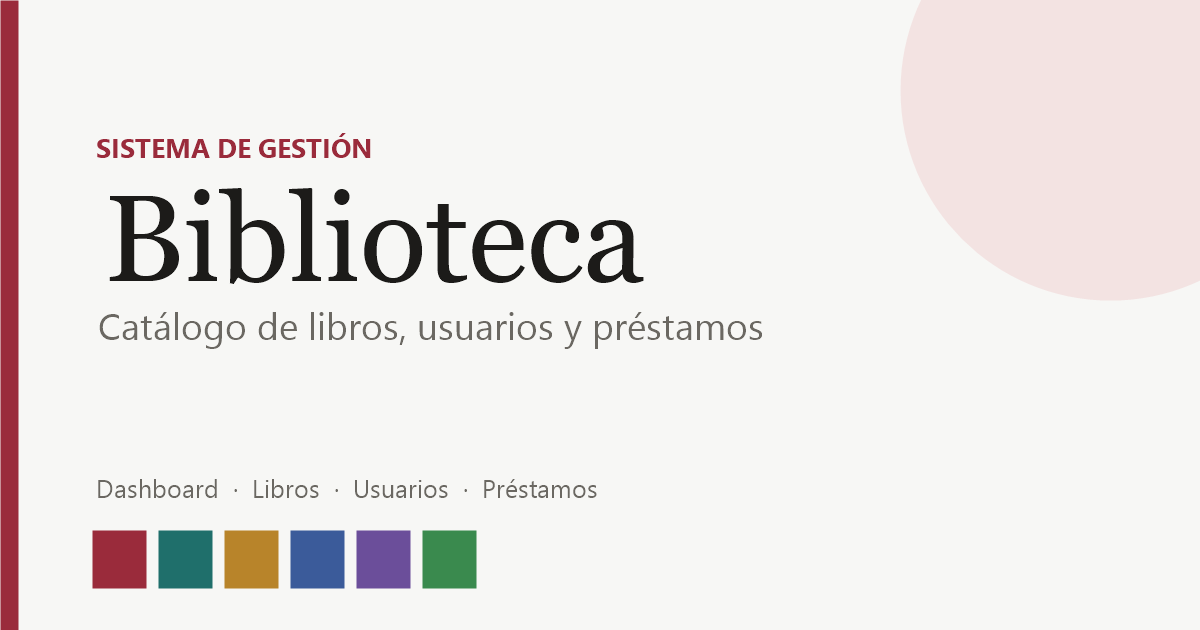 SISTEMA DE GESTIÓN
Biblioteca
Catálogo de libros, usuarios y préstamos
Dashboard · Libros · Usuarios · Préstamos